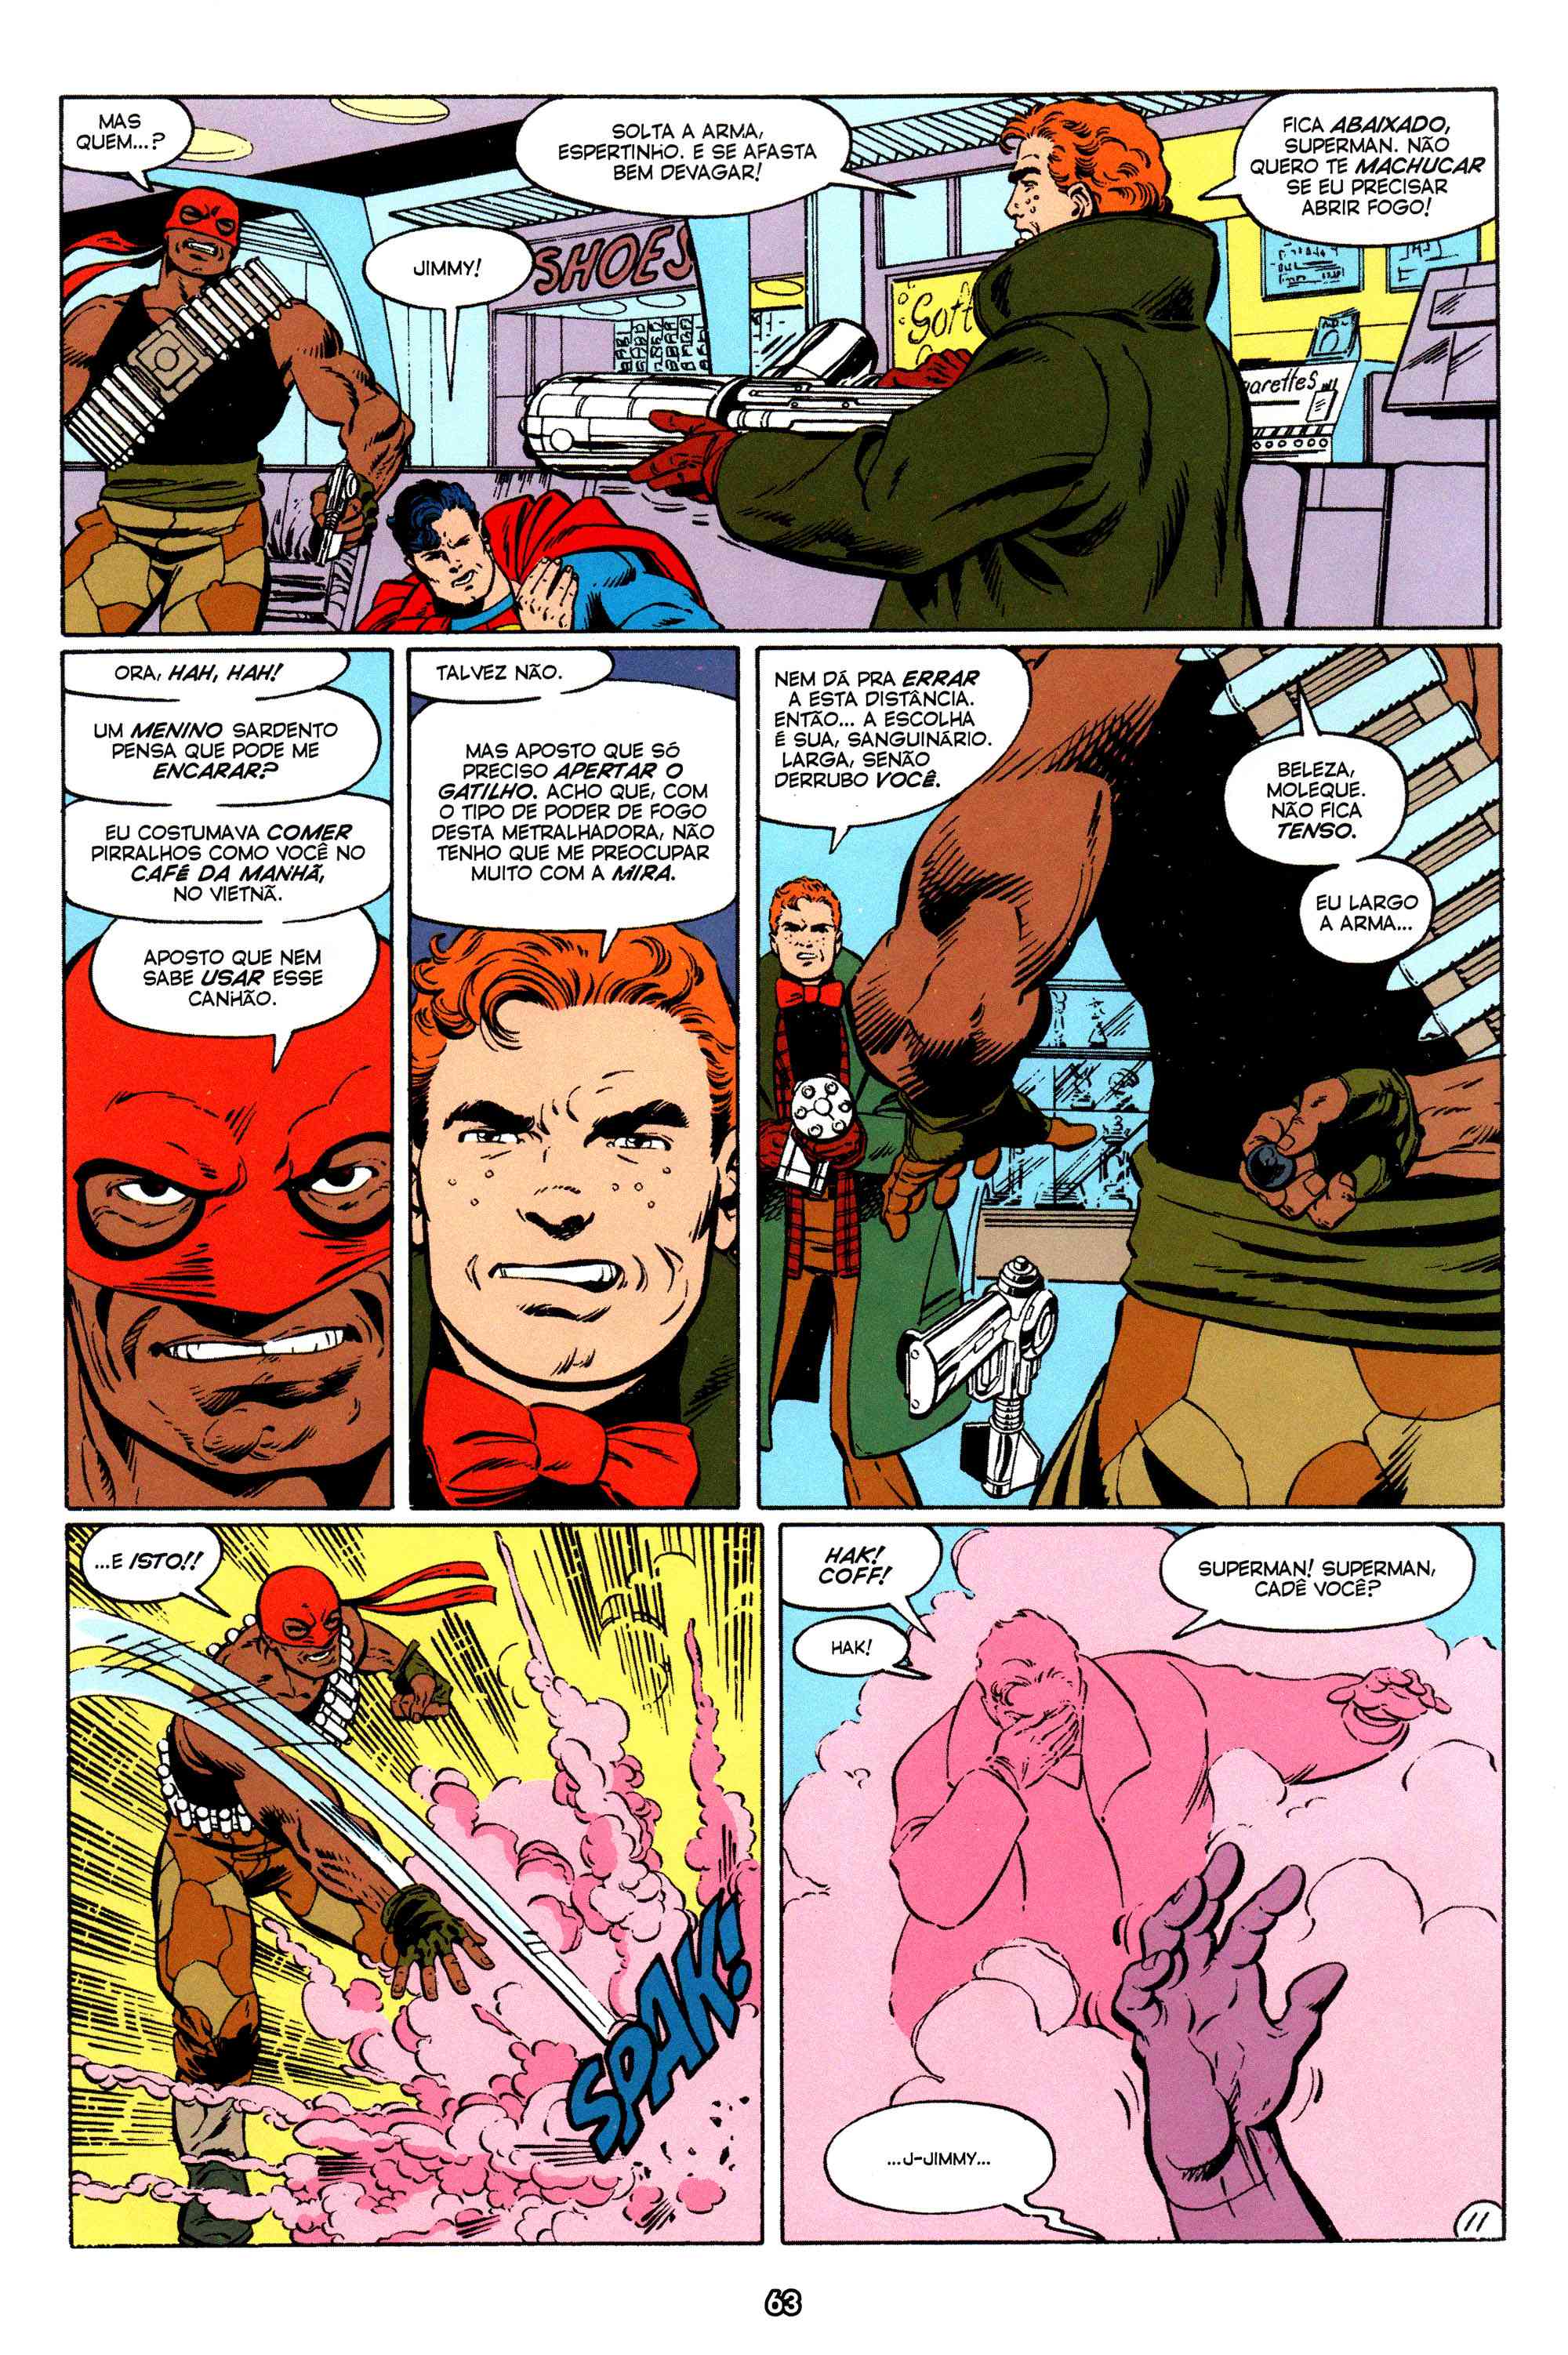 MAS
QUEM...?
SOLTA A ARMA,
ESPERTINHO. E SE AFASTA
BEM DEVAGAR!
FICA ABAIXADO,
SUPERMAN. NÃO
QUERO TE MACHUCAR
SE EU PRECISAR
ABRIR FOGO!
JIMMY!
SHOES
Soft
garettes
ORA, HAH, HAH!
UM MENINO SARDENTO
PENSA QUE PODE ME
ENCARAR?
EU COSTUMAVA COMER
PIRRALHOS COMO VOCÊ NO
CAFÉ DA MANHÃ,
NO VIETNÃ.
APOSTO QUE NEM
SABE USAR ESSE
CANHÃO.
TALVEZ NÃO.
MAS APOSTO QUE SÓ
PRECISO APERTAR O
GATILHO. ACHO QUE, COM
O TIPO DE PODER DE FOGO
DESTA METRALHADORA, NÃO
TENHO QUE ME PREOCUPAR
MUITO COM A MIRA.
NEM DÁ PRA ERRAR
A ESTA DISTÂNCIA.
ENTÃO... A ESCOLHA
É SUA, SANGUINÁRIO.
LARGA, SENÃO
DERRUBO VOCÊ.
BELEZA,
MOLEQUE.
NÃO FICA
TENSO.
EU LARGO
A ARMA...
...E ISTO!!
SPAK!
HAK!
COFF!
HAK!
SUPERMAN! SUPERMAN,
CADÊ VOCÊ?
...J-JIMMY...
11
63